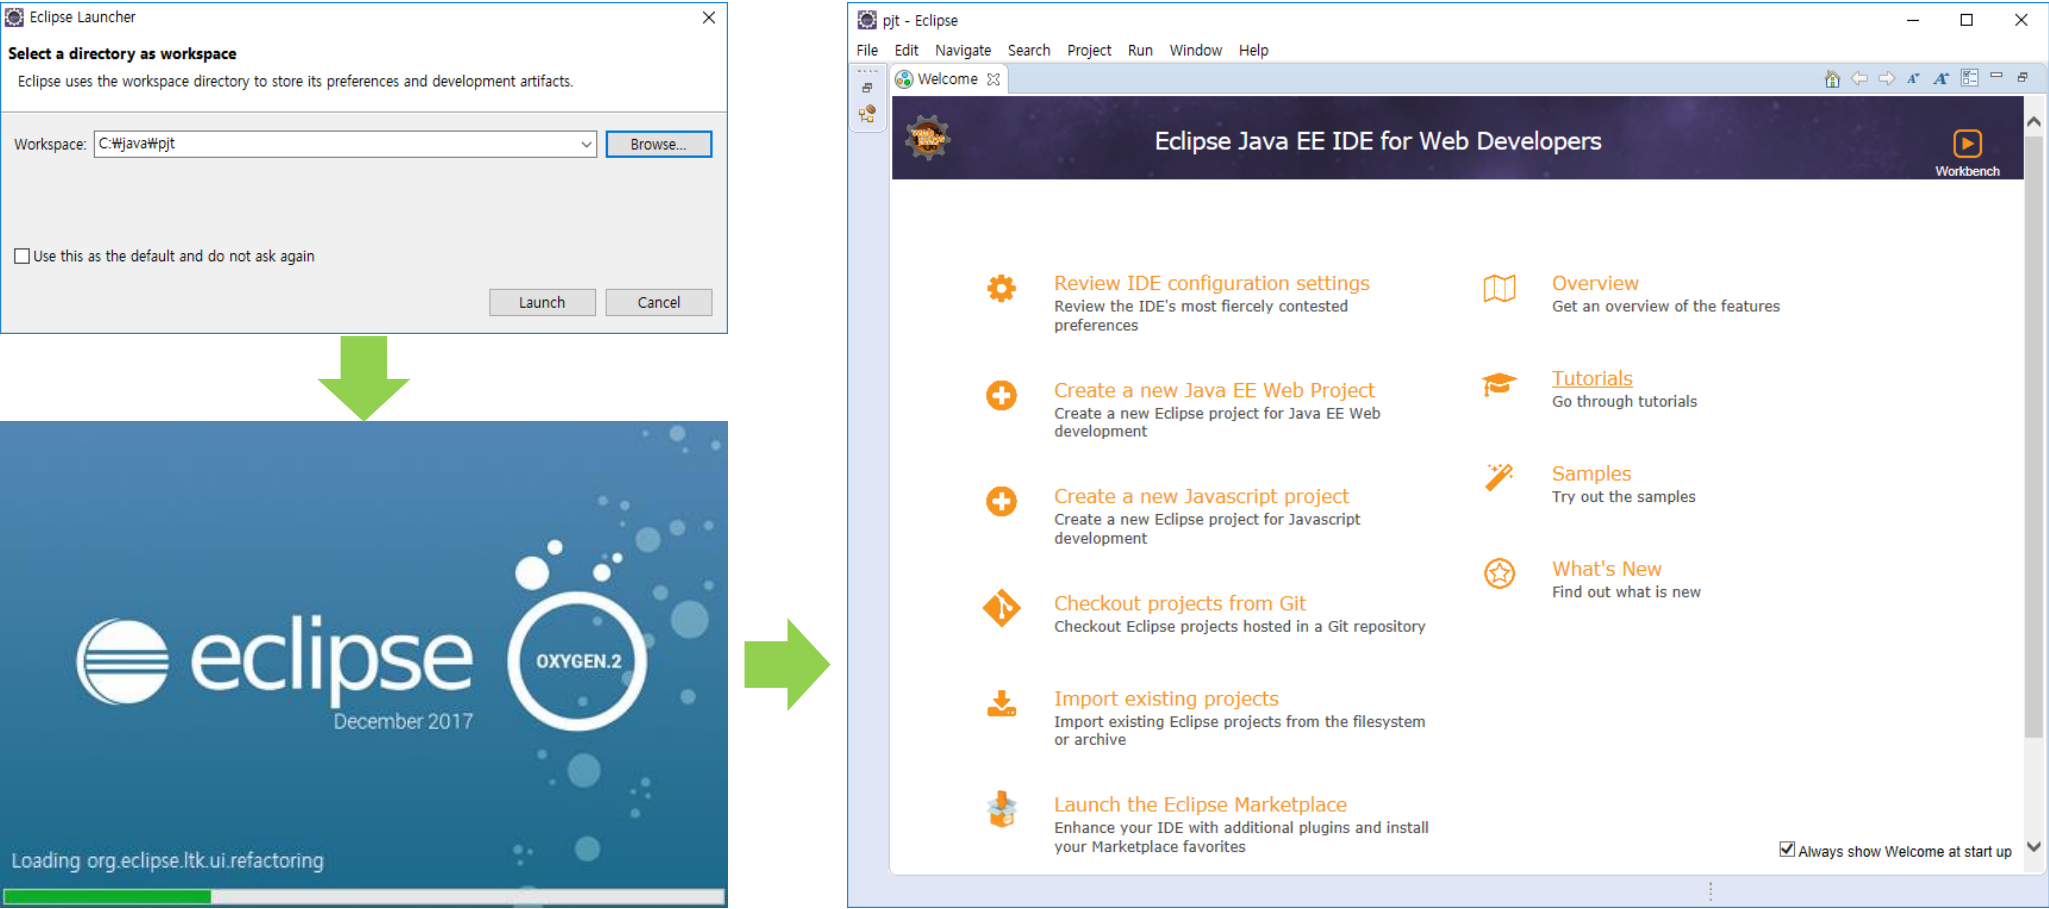 Eclipse Launcher
Select a directory as workspace
Eclipse uses the workspace directory to store its preferences and development artifacts.
Workspace: C:₩java₩pjt Browse...
Use this as the default and do not ask again
Launch Cancel
eclipse OXYGEN.2
December 2017
Loading org.eclipse.ltk.ui.refactoring
pjt - Eclipse
File Edit Navigate Search Project Run Window Help
Welcome
Eclipse Java EE IDE for Web Developers
Workbench
Review IDE configuration settings
Review the IDE's most fiercely contested
preferences
Create a new Java EE Web Project
Create a new Eclipse project for Java EE Web
development
Create a new Javascript project
Create a new Eclipse project for Javascript
development
Checkout projects from Git
Checkout Eclipse projects hosted in a Git repository
Import existing projects
Import existing Eclipse projects from the filesystem
or archive
Launch the Eclipse Marketplace
Enhance your IDE with additional plugins and install
your Marketplace favorites
Overview
Get an overview of the features
Tutorials
Go through tutorials
Samples
Try out the samples
What's New
Find out what is new
Always show Welcome at start up